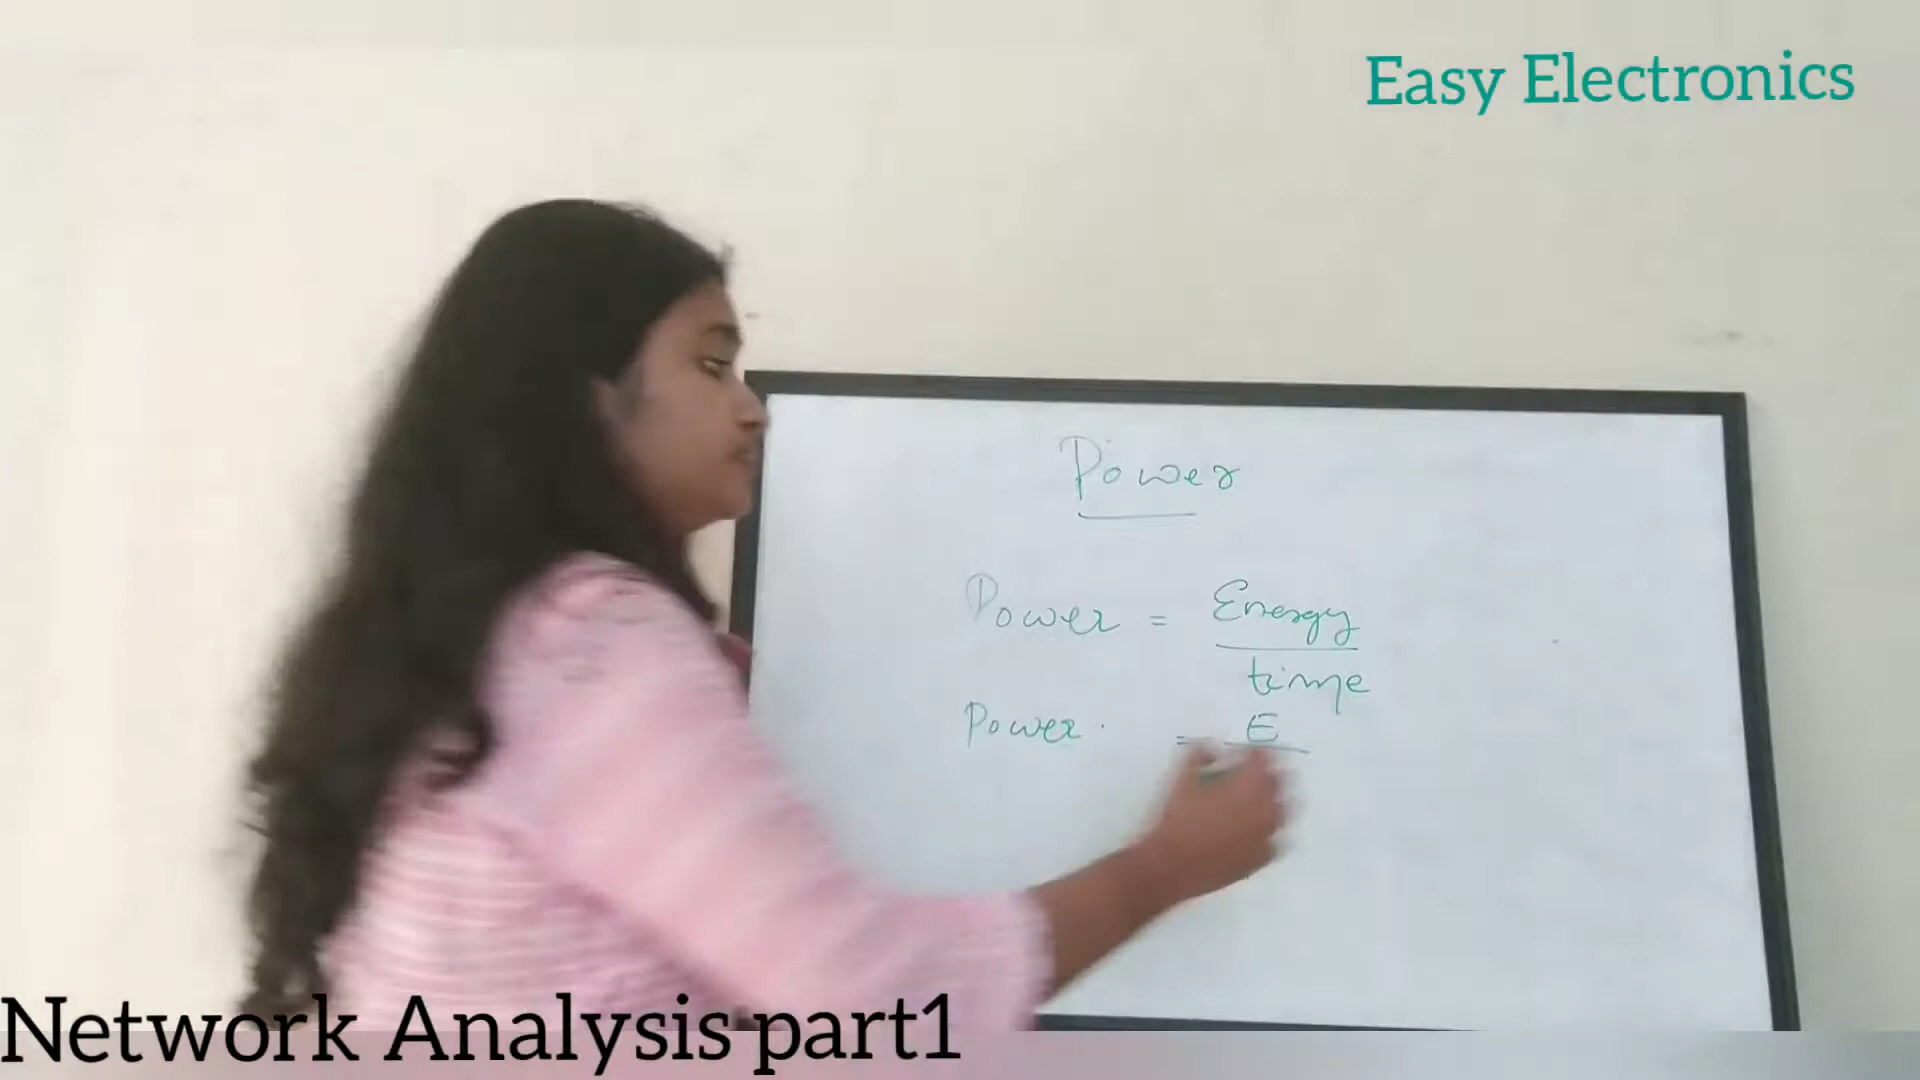 Easy Electronics
Power
Power = Energy
time
Power. = E
Network Analysis part1